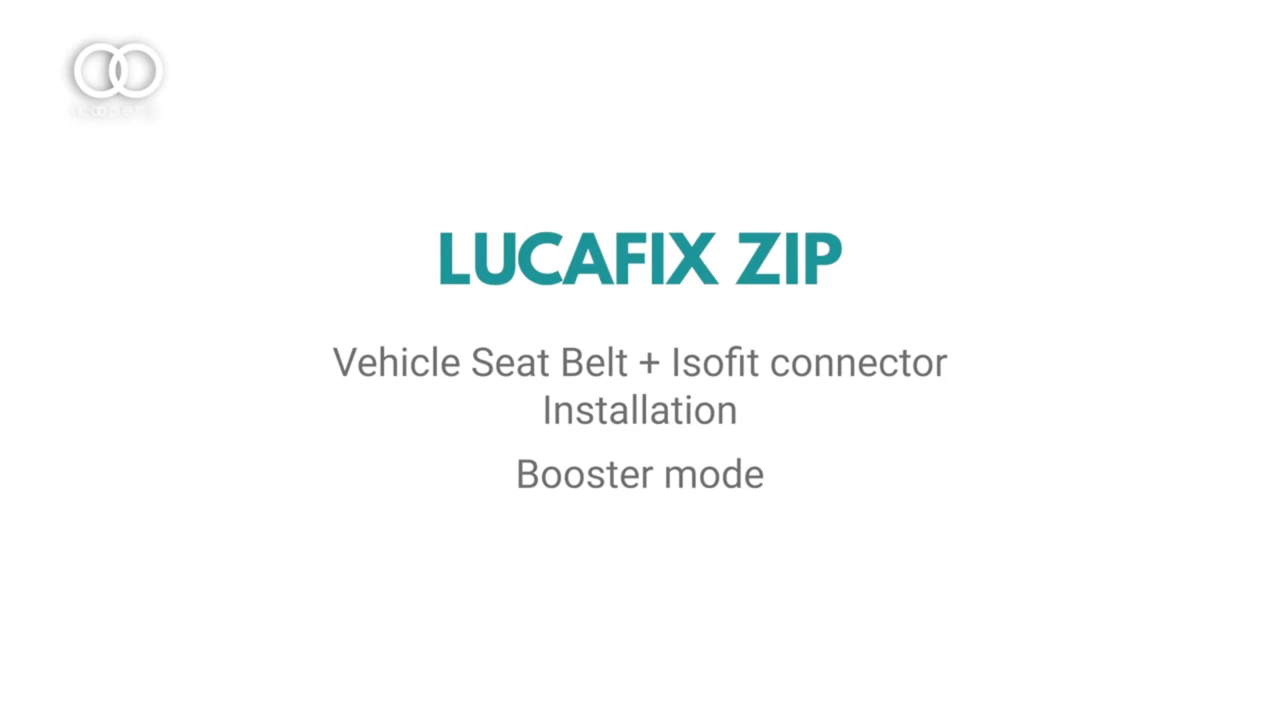 LUCAFIX ZIP
Vehicle Seat Belt + Isofit connector
Installation
Booster mode